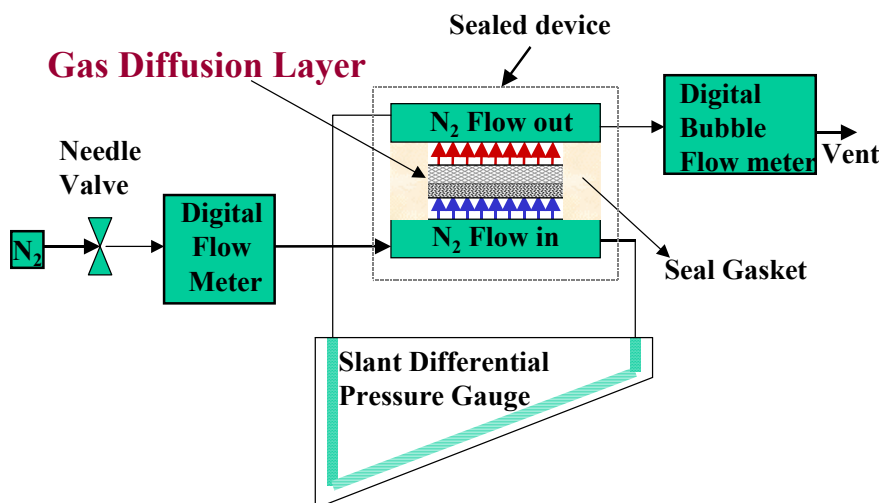 Sealed device
Gas Diffusion Layer
N₂ Flow out
Digital
Bubble
Flow meter
Vent
Needle
Valve
N₂
Digital
Flow
Meter
N₂ Flow in
Seal Gasket
Slant Differential
Pressure Gauge